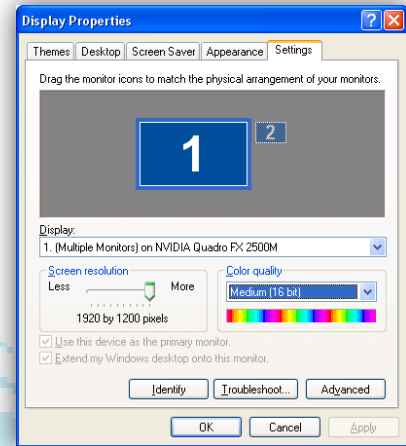 Display Properties
Themes Desktop Screen Saver Appearance Settings
Drag the monitor icons to match the physical arrangement of your monitors.
1 2
Display:
1. (Multiple Monitors) on NVIDIA Quadro FX 2500M
Screen resolution
Less More
1920 by 1200 pixels
Color quality
Medium (16 bit)
Use this device as the primary monitor.
Extend my Windows desktop onto this monitor.
Identify Troubleshoot... Advanced
OK Cancel Apply